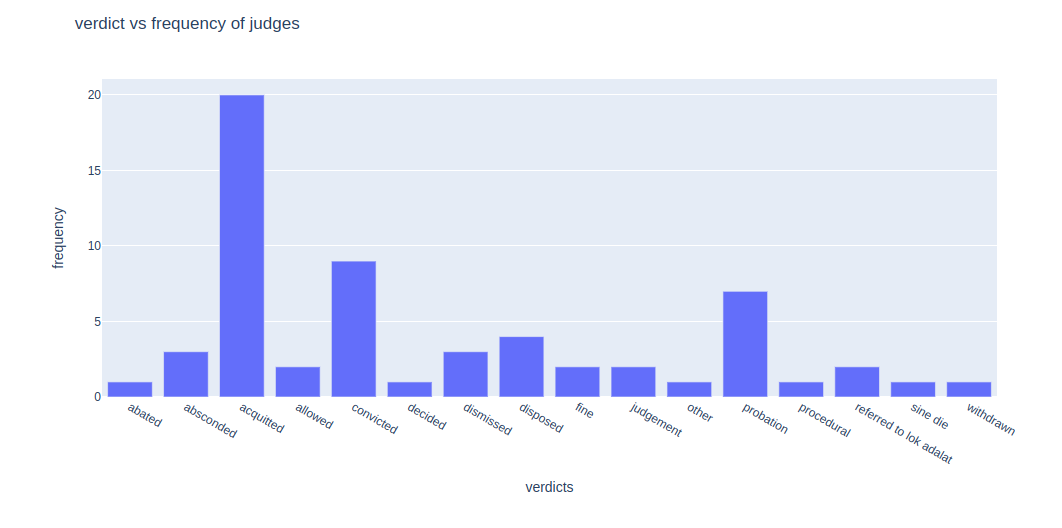 verdict vs frequency of judges
20
15
10
5
0
frequency
abated
absconded
acquitted
allowed
convicted
decided
dismissed
disposed
fine
judgement
other
probation
procedural
referred to lok adalat
sine die
withdrawn
verdicts